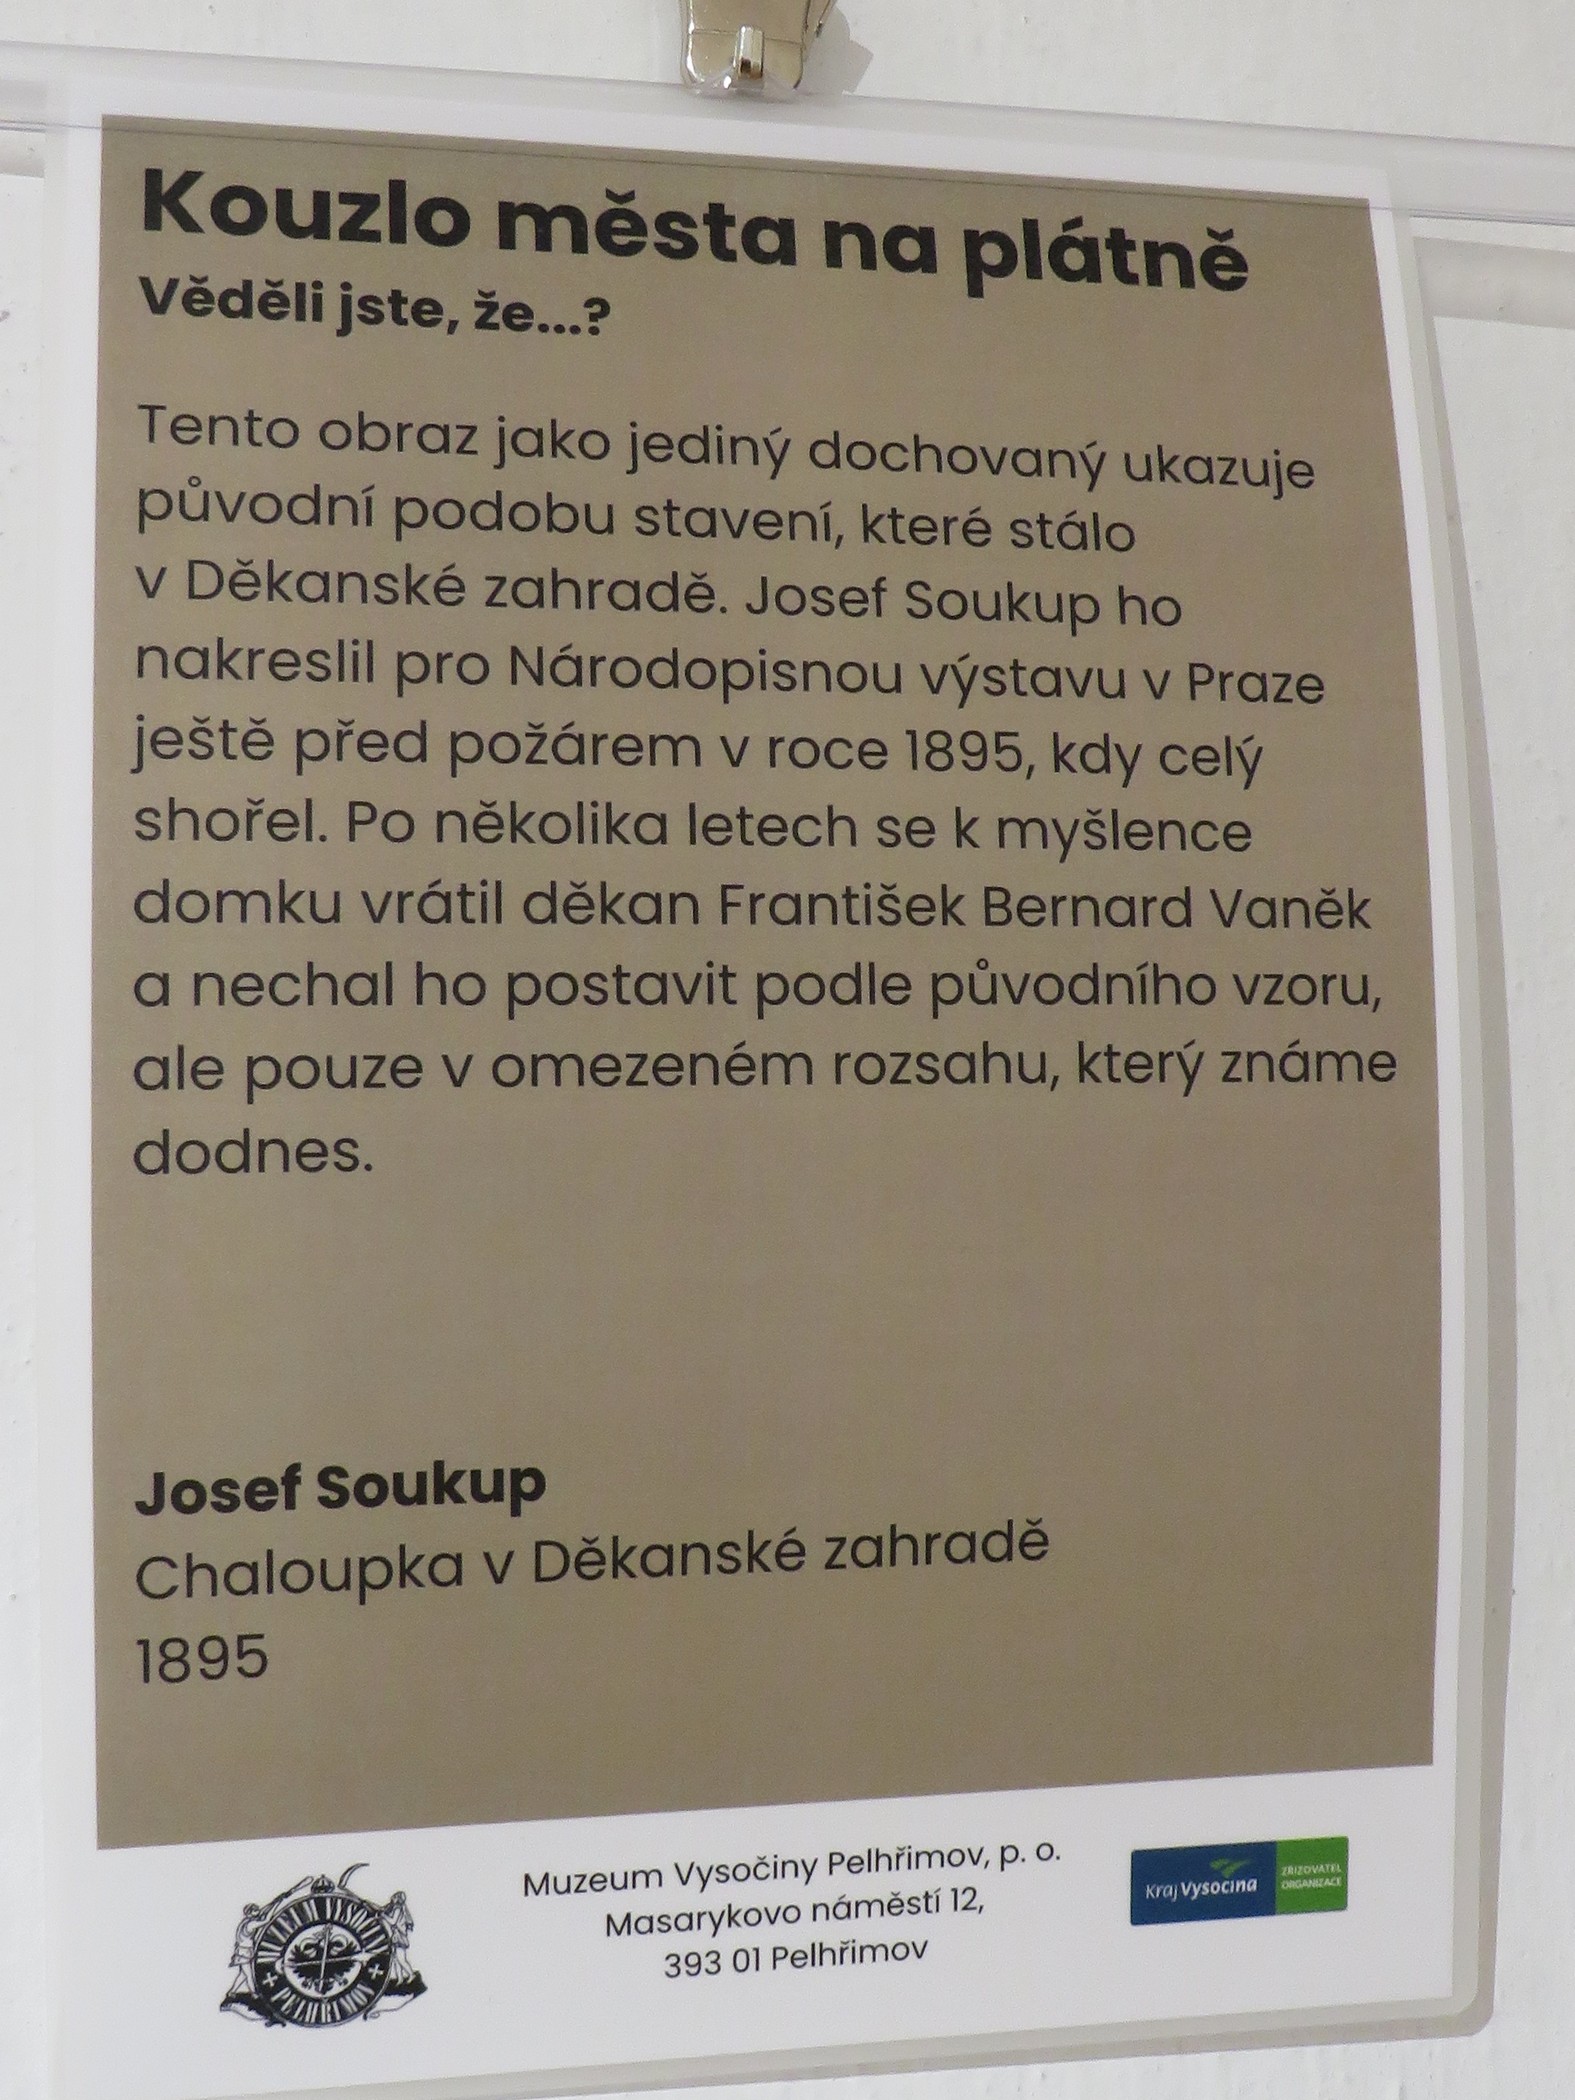 Kouzlo města na plátně
Věděli jste, že...?
Tento obraz jako jediný dochovaný ukazuje
původní podobu stavení, které stálo
v Děkanské zahradě. Josef Soukup ho
nakreslil pro Národopisnou výstavu v Praze
ještě před požárem v roce 1895, kdy celý
shořel. Po několika letech se k myšlence
domku vrátil děkan František Bernard Vaněk
a nechal ho postavit podle původního vzoru,
ale pouze v omezeném rozsahu, který známe
dodnes.
Josef Soukup
Chaloupka v Děkanské zahradě
1895
MUZEUM VYSOČINY
PELHŘIMOV
Muzeum Vysočiny Pelhřimov, p. o.
Masarykovo náměstí 12,
393 01 Pelhřimov
Kraj Vysočina
ZŘIZOVATEL
ORGANIZACE